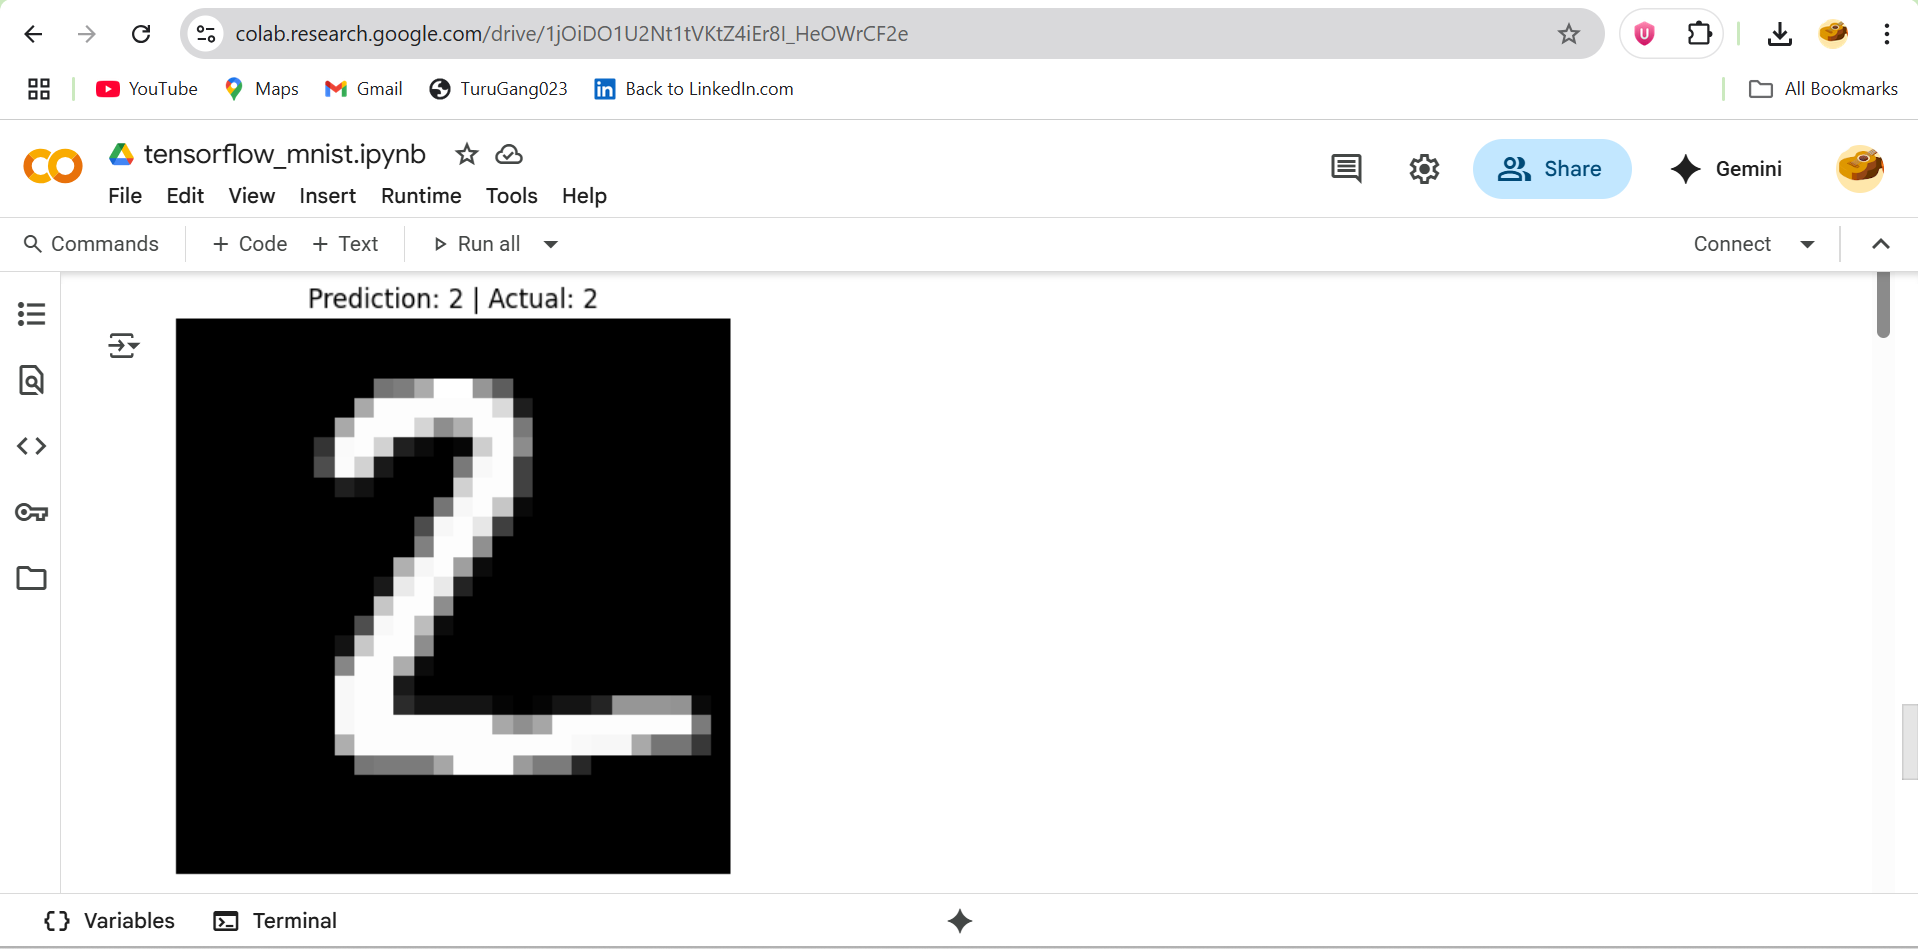 colab.research.google.com/drive/1jOiDO1U2Nt1tVKtZ4iEr8I_HeOWrCF2e
YouTube Maps Gmail TuruGang023 Back to LinkedIn.com All Bookmarks
tensorflow_mnist.ipynb
File Edit View Insert Runtime Tools Help
Share Gemini
Commands + Code + Text Run all Connect
Prediction: 2 | Actual: 2
2
Variables Terminal